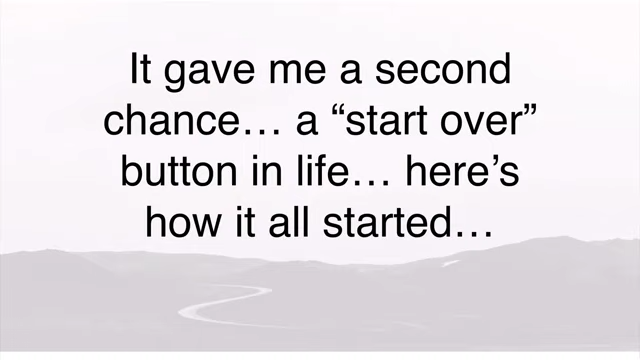 It gave me a second
chance… a “start over”
button in life… here’s
how it all started…